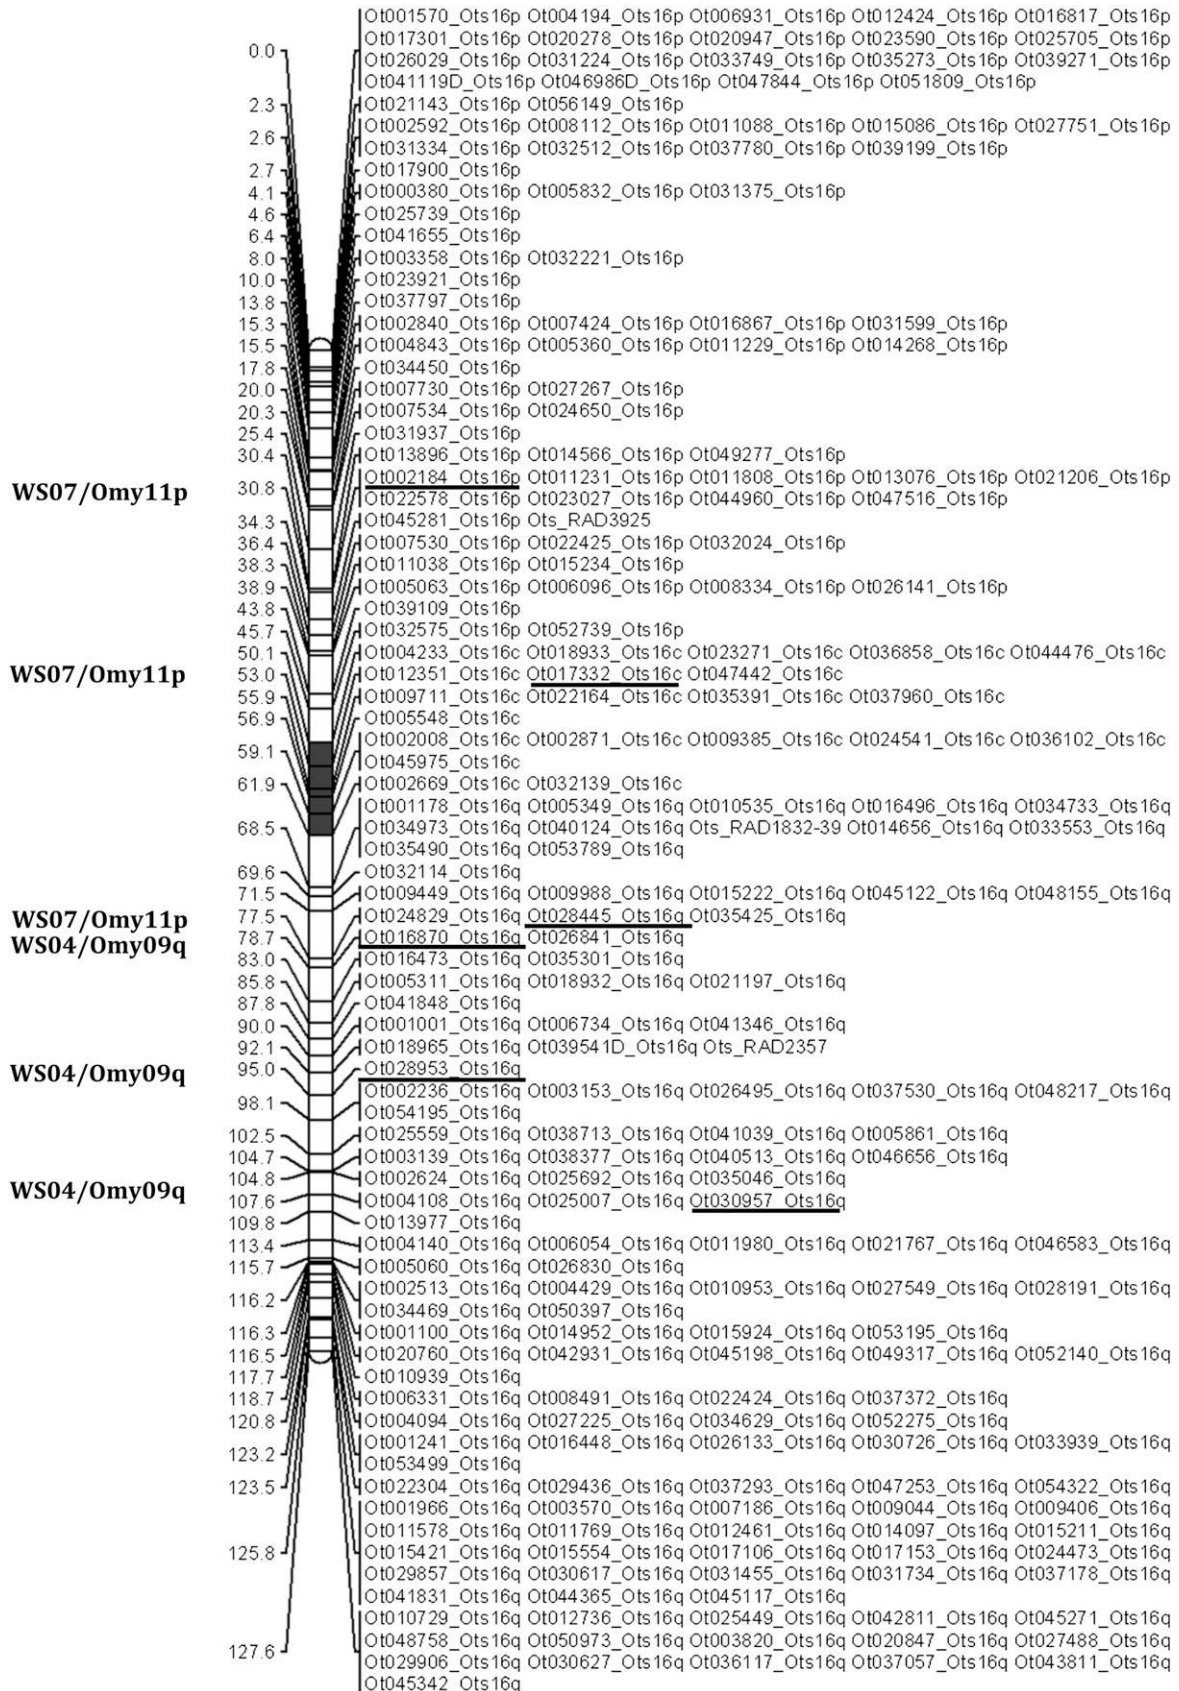 Ot001570_Ots16p Ot004194_Ots16p Ot006931_Ots16p Ot012424_Ots16p Ot016817_Ots16p
0.0 Ot017301_Ots16p Ot020278_Ots16p Ot020947_Ots16p Ot023590_Ots16p Ot025705_Ots16p
Ot026029_Ots16p Ot031224_Ots16p Ot033749_Ots16p Ot035273_Ots16p Ot039271_Ots16p
Ot041119D_Ots16p Ot046986D_Ots16p Ot047844_Ots16p Ot051809_Ots16p
2.3 Ot021143_Ots16p Ot056149_Ots16p
Ot002592_Ots16p Ot008112_Ots16p Ot011088_Ots16p Ot015086_Ots16p Ot027751_Ots16p
2.6 Ot031334_Ots16p Ot032512_Ots16p Ot037780_Ots16p Ot039199_Ots16p
2.7 Ot017900_Ots16p
4.1 Ot000380_Ots16p Ot005832_Ots16p Ot031375_Ots16p
4.6 Ot025739_Ots16p
6.4 Ot041655_Ots16p
8.0 Ot003358_Ots16p Ot032221_Ots16p
10.0 Ot023921_Ots16p
13.8 Ot037797_Ots16p
15.3 Ot002840_Ots16p Ot007424_Ots16p Ot016867_Ots16p Ot031599_Ots16p
15.5 Ot004843_Ots16p Ot005360_Ots16p Ot011229_Ots16p Ot014268_Ots16p
17.8 Ot034450_Ots16p
20.0 Ot007730_Ots16p Ot027267_Ots16p
20.3 Ot007534_Ots16p Ot024650_Ots16p
25.4 Ot031937_Ots16p
30.4 Ot013896_Ots16p Ot014566_Ots16p Ot049277_Ots16p
WS07/Omy11p 30.8 Ot002184_Ots16p Ot011231_Ots16p Ot011808_Ots16p Ot013076_Ots16p Ot021206_Ots16p
Ot022578_Ots16p Ot023027_Ots16p Ot044960_Ots16p Ot047516_Ots16p
34.3 Ot045281_Ots16p Ots_RAD3925
36.4 Ot007530_Ots16p Ot022425_Ots16p Ot032024_Ots16p
38.3 Ot011038_Ots16p Ot015234_Ots16p
38.9 Ot005063_Ots16p Ot006096_Ots16p Ot008334_Ots16p Ot026141_Ots16p
43.8 Ot039109_Ots16p
45.7 Ot032575_Ots16p Ot052739_Ots16p
50.1 Ot004233_Ots16c Ot018933_Ots16c Ot023271_Ots16c Ot036858_Ots16c Ot044476_Ots16c
WS07/Omy11p 53.0 Ot012351_Ots16c Ot017332_Ots16c Ot047442_Ots16c
55.9 Ot009711_Ots16c Ot022164_Ots16c Ot035391_Ots16c Ot037960_Ots16c
56.9 Ot005548_Ots16c
59.1 Ot002008_Ots16c Ot002871_Ots16c Ot009385_Ots16c Ot024541_Ots16c Ot036102_Ots16c
Ot045975_Ots16c
61.9 Ot002669_Ots16c Ot032139_Ots16c
Ot001178_Ots16q Ot005349_Ots16q Ot010535_Ots16q Ot016496_Ots16q Ot034733_Ots16q
68.5 Ot034973_Ots16q Ot040124_Ots16q Ots_RAD1832-39 Ot014656_Ots16q Ot033553_Ots16q
Ot035490_Ots16q Ot053789_Ots16q
69.6 Ot032114_Ots16q
71.5 Ot009449_Ots16q Ot009988_Ots16q Ot015222_Ots16q Ot045122_Ots16q Ot048155_Ots16q
WS07/Omy11p 77.5 Ot024829_Ots16q Ot028445_Ots16q Ot035425_Ots16q
WS04/Omy09q 78.7 Ot016870_Ots16q Ot026841_Ots16q
83.0 Ot016473_Ots16q Ot035301_Ots16q
85.8 Ot005311_Ots16q Ot018932_Ots16q Ot021197_Ots16q
87.8 Ot041848_Ots16q
90.0 Ot001001_Ots16q Ot006734_Ots16q Ot041346_Ots16q
92.1 Ot018965_Ots16q Ot039541D_Ots16q Ots_RAD2357
WS04/Omy09q 95.0 Ot028953_Ots16q
98.1 Ot002236_Ots16q Ot003153_Ots16q Ot026495_Ots16q Ot037530_Ots16q Ot048217_Ots16q
Ot054195_Ots16q
102.5 Ot025559_Ots16q Ot038713_Ots16q Ot041039_Ots16q Ot005861_Ots16q
104.7 Ot003139_Ots16q Ot038377_Ots16q Ot040513_Ots16q Ot046656_Ots16q
104.8 Ot002624_Ots16q Ot025692_Ots16q Ot035046_Ots16q
WS04/Omy09q 107.6 Ot004108_Ots16q Ot025007_Ots16q Ot030957_Ots16q
109.8 Ot013977_Ots16q
113.4 Ot004140_Ots16q Ot006054_Ots16q Ot011980_Ots16q Ot021767_Ots16q Ot046583_Ots16q
115.7 Ot005060_Ots16q Ot026830_Ots16q
116.2 Ot002513_Ots16q Ot004429_Ots16q Ot010953_Ots16q Ot027549_Ots16q Ot028191_Ots16q
Ot034469_Ots16q Ot050397_Ots16q
116.3 Ot001100_Ots16q Ot014952_Ots16q Ot015924_Ots16q Ot053195_Ots16q
116.5 Ot020760_Ots16q Ot042931_Ots16q Ot045198_Ots16q Ot049317_Ots16q Ot052140_Ots16q
117.7 Ot010939_Ots16q
118.7 Ot006331_Ots16q Ot008491_Ots16q Ot022424_Ots16q Ot037372_Ots16q
120.8 Ot004094_Ots16q Ot027225_Ots16q Ot034629_Ots16q Ot052275_Ots16q
123.2 Ot001241_Ots16q Ot016448_Ots16q Ot026133_Ots16q Ot030726_Ots16q Ot033939_Ots16q
Ot053499_Ots16q
123.5 Ot022304_Ots16q Ot029436_Ots16q Ot037293_Ots16q Ot047253_Ots16q Ot054322_Ots16q
Ot001966_Ots16q Ot003570_Ots16q Ot007186_Ots16q Ot009044_Ots16q Ot009406_Ots16q
Ot011578_Ots16q Ot011769_Ots16q Ot012461_Ots16q Ot014097_Ots16q Ot015211_Ots16q
125.8 Ot015421_Ots16q Ot015554_Ots16q Ot017106_Ots16q Ot017153_Ots16q Ot024473_Ots16q
Ot029857_Ots16q Ot030617_Ots16q Ot031455_Ots16q Ot031734_Ots16q Ot037178_Ots16q
Ot041831_Ots16q Ot044365_Ots16q Ot045117_Ots16q
Ot010729_Ots16q Ot012736_Ots16q Ot025449_Ots16q Ot042811_Ots16q Ot045271_Ots16q
127.6 Ot048758_Ots16q Ot050973_Ots16q Ot003820_Ots16q Ot020847_Ots16q Ot027488_Ots16q
Ot029906_Ots16q Ot030627_Ots16q Ot036117_Ots16q Ot037057_Ots16q Ot043811_Ots16q
Ot045342_Ots16q